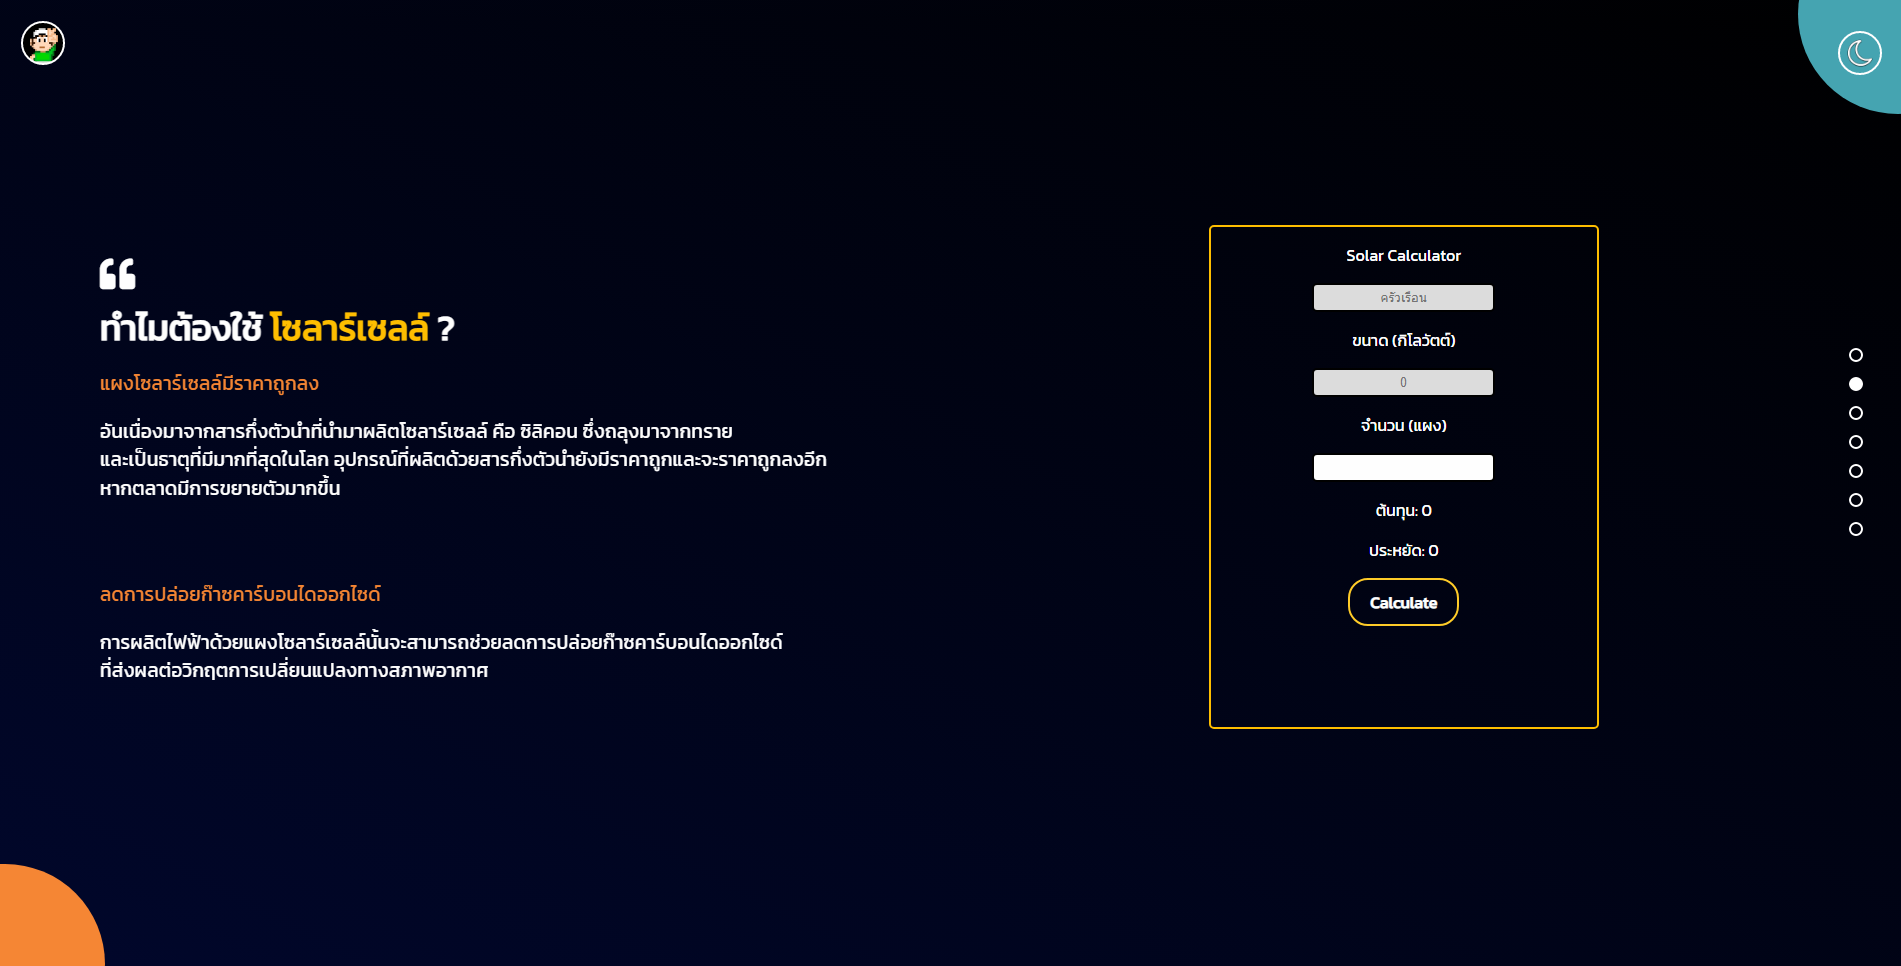 ทำไมต้องใช้ โซลาร์เซลล์ ?
แผงโซลาร์เซลล์มีราคาถูกลง
อันเนื่องมาจากสารกึ่งตัวนำที่นำมาผลิตโซลาร์เซลล์ คือ ซิลิคอน ซึ่งถลุงมาจากทราย
และเป็นธาตุที่มีมากที่สุดในโลก อุปกรณ์ที่ผลิตด้วยสารกึ่งตัวนำยังมีราคาถูกและจะราคาถูกลงอีก
หากตลาดมีการขยายตัวมากขึ้น
ลดการปล่อยก๊าซคาร์บอนไดออกไซด์
การผลิตไฟฟ้าด้วยแผงโซลาร์เซลล์นั้นจะสามารถช่วยลดการปล่อยก๊าซคาร์บอนไดออกไซด์
ที่ส่งผลต่อวิกฤตการเปลี่ยนแปลงทางสภาพอากาศ
Solar Calculator
ครัวเรือน
ขนาด (กิโลวัตต์)
0
จำนวน (แผง)
ต้นทุน: 0
ประหยัด: 0
Calculate